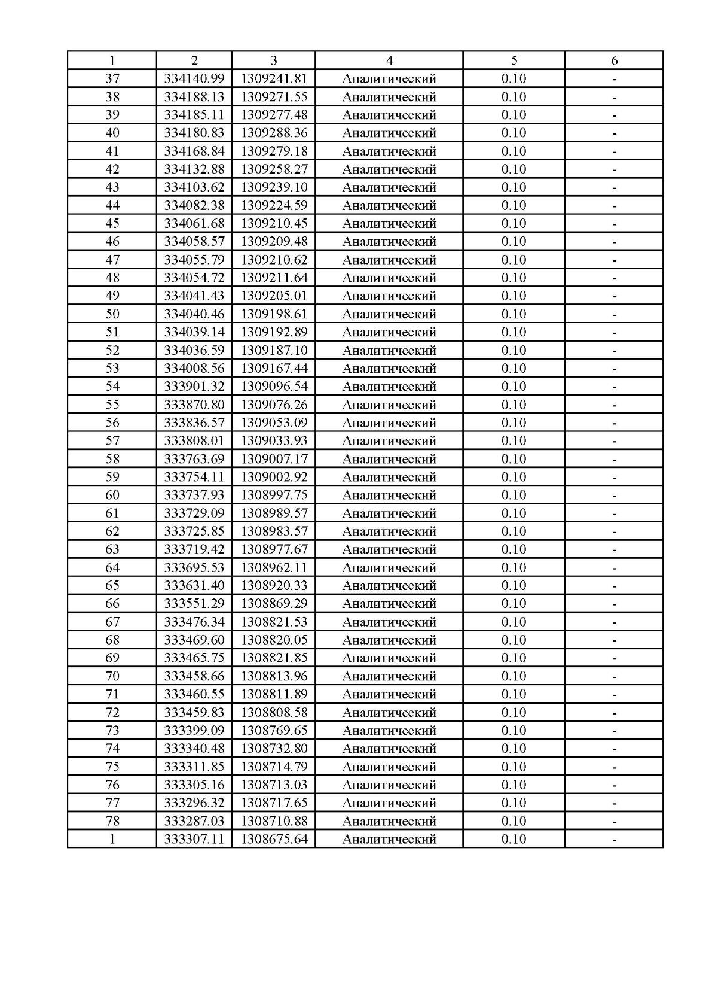 1 2 3 4 5 6
37 334140.99 1309241.81 Аналитический 0.10 -
38 334188.13 1309271.55 Аналитический 0.10 -
39 334185.11 1309277.48 Аналитический 0.10 -
40 334180.83 1309288.36 Аналитический 0.10 -
41 334168.84 1309279.18 Аналитический 0.10 -
42 334132.88 1309258.27 Аналитический 0.10 -
43 334103.62 1309239.10 Аналитический 0.10 -
44 334082.38 1309224.59 Аналитический 0.10 -
45 334061.68 1309210.45 Аналитический 0.10 -
46 334058.57 1309209.48 Аналитический 0.10 -
47 334055.79 1309210.62 Аналитический 0.10 -
48 334054.72 1309211.64 Аналитический 0.10 -
49 334041.43 1309205.01 Аналитический 0.10 -
50 334040.46 1309198.61 Аналитический 0.10 -
51 334039.14 1309192.89 Аналитический 0.10 -
52 334036.59 1309187.10 Аналитический 0.10 -
53 334008.56 1309167.44 Аналитический 0.10 -
54 333901.32 1309096.54 Аналитический 0.10 -
55 333870.80 1309076.26 Аналитический 0.10 -
56 333836.57 1309053.09 Аналитический 0.10 -
57 333808.01 1309033.93 Аналитический 0.10 -
58 333763.69 1309007.17 Аналитический 0.10 -
59 333754.11 1309002.92 Аналитический 0.10 -
60 333737.93 1308997.75 Аналитический 0.10 -
61 333729.09 1308989.57 Аналитический 0.10 -
62 333725.85 1308983.57 Аналитический 0.10 -
63 333719.42 1308977.67 Аналитический 0.10 -
64 333695.53 1308962.11 Аналитический 0.10 -
65 333631.40 1308920.33 Аналитический 0.10 -
66 333551.29 1308869.29 Аналитический 0.10 -
67 333476.34 1308821.53 Аналитический 0.10 -
68 333469.60 1308820.05 Аналитический 0.10 -
69 333465.75 1308821.85 Аналитический 0.10 -
70 333458.66 1308813.96 Аналитический 0.10 -
71 333460.55 1308811.89 Аналитический 0.10 -
72 333459.83 1308808.58 Аналитический 0.10 -
73 333399.09 1308769.65 Аналитический 0.10 -
74 333340.48 1308732.80 Аналитический 0.10 -
75 333311.85 1308714.79 Аналитический 0.10 -
76 333305.16 1308713.03 Аналитический 0.10 -
77 333296.32 1308717.65 Аналитический 0.10 -
78 333287.03 1308710.88 Аналитический 0.10 -
1 333307.11 1308675.64 Аналитический 0.10 -